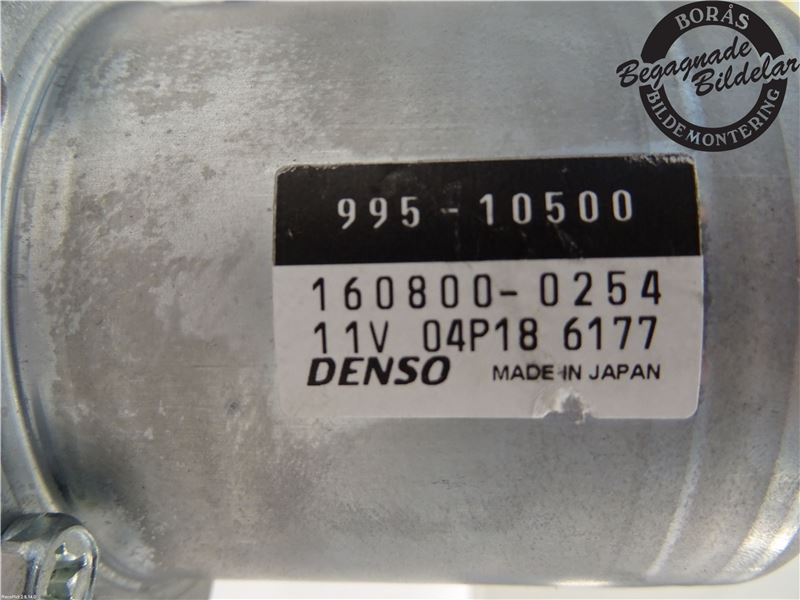 BORÅS
Begagnade
Bildelar
BILDEMONTERING
995-10500
160800-0254
11V 04P18 6177
DENSO MADE IN JAPAN